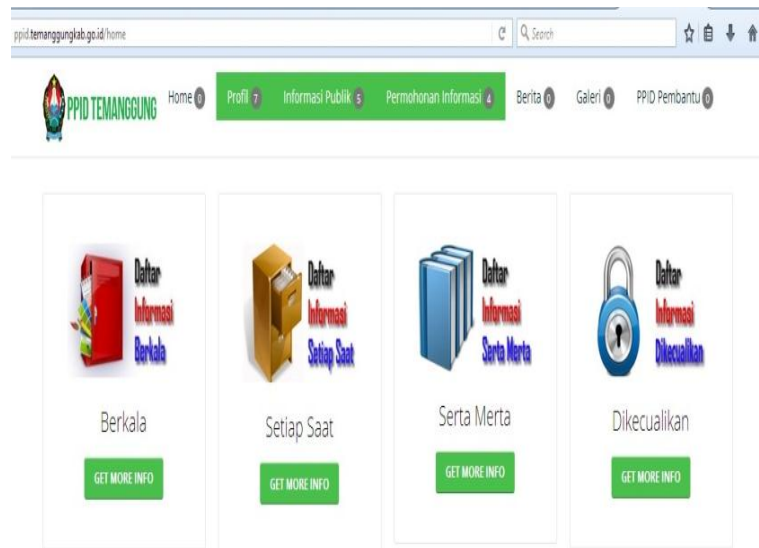 ppid.temanggungkab.go.id/home
Search
PPID TEMANGGUNG
Home 0
Profil 7
Informasi Publik 5
Permohonan Informasi 4
Berita 0
Galeri 0
PPID Pembantu 0
Daftar
Informasi
Berkala
Berkala
GET MORE INFO
Daftar
Informasi
Setiap Saat
Setiap Saat
GET MORE INFO
Daftar
Informasi
Serta Merta
Serta Merta
GET MORE INFO
Daftar
Informasi
Dikecualikan
Dikecualikan
GET MORE INFO